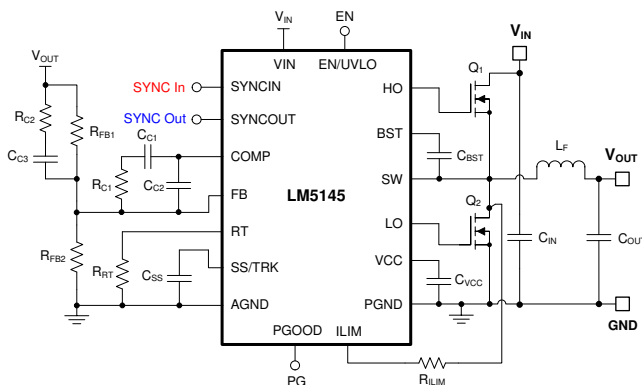 VIN
EN
VIN
VOUT
VIN
EN/UVLO
Q1
SYNC In
SYNCIN
HO
RC2
RFB1
SYNC Out
SYNCOUT
BST
CC1
CBST
LF
VOUT
CC3
COMP
RC1
CC2
SW
LM5145
Q2
FB
LO
RFB2
RT
CIN
COUT
RRT
CSS
SS/TRK
VCC
CVCC
AGND
PGND
GND
PGOOD
ILIM
PG
RILIM